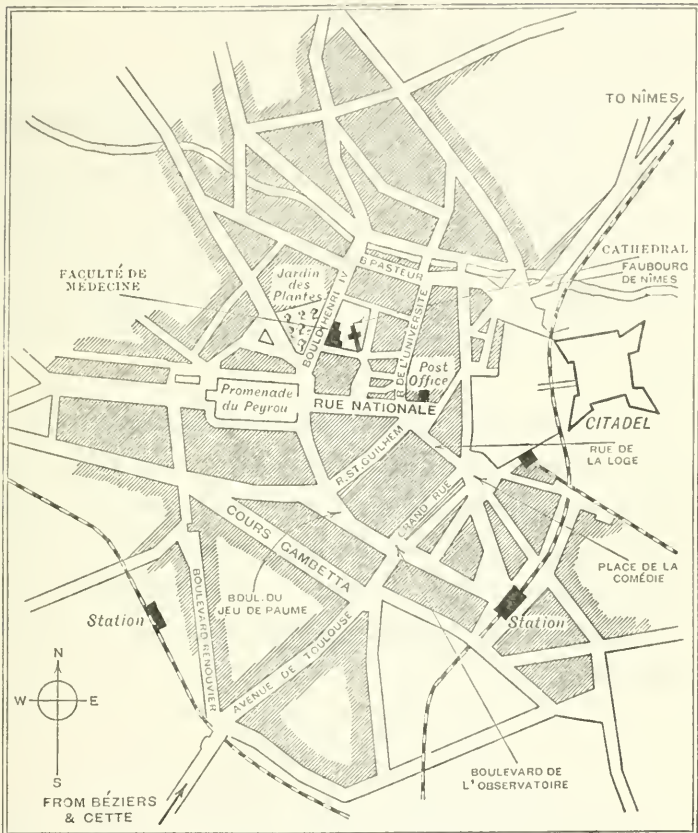 TO NÎMES
CATHEDRAL
FAUBOURG
DE NÎMES
FACULTÉ DE
MÉDECINE
Jardin
des
Plantes
BOULD HENRI IV
B PASTEUR
R DE L'UNIVERSITÉ
Post
Office
Promenade
du Peyrou
RUE NATIONALE
CITADEL
RUE DE
LA LOGE
R. ST. GUILHEM
GRAND RUE
COURS GAMBETTA
PLACE DE LA
COMÉDIE
BOUL. DU
JEU DE PAUME
BOULEVARD RENOUVIER
Station
Station
AVENUE DE TOULOUSE
N
W
E
S
BOULEVARD DE
L'OBSERVATOIRE
FROM BÉZIERS
& CETTE